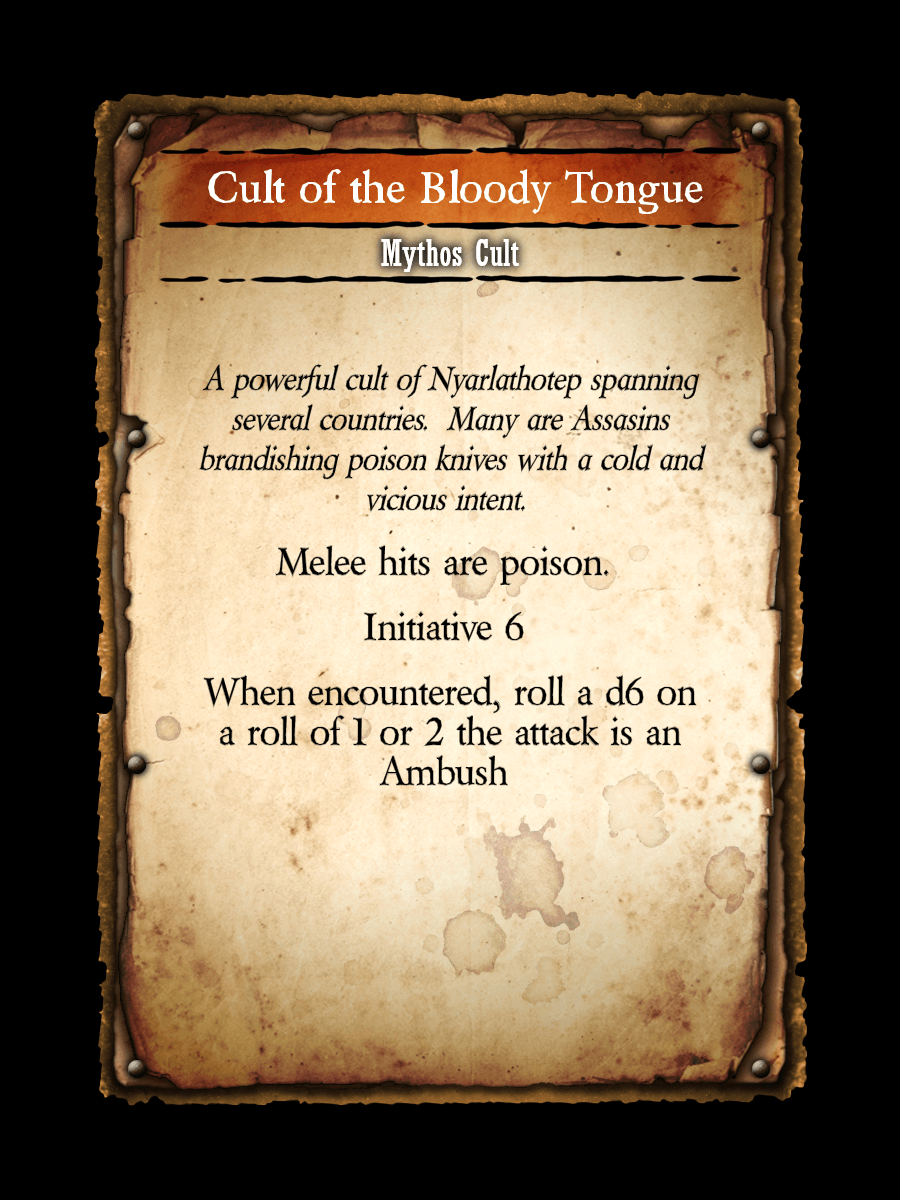 Cult of the Bloody Tongue
Mythos Cult
A powerful cult of Nyarlathotep spanning
several countries.  Many are Assasins
brandishing poison knives with a cold and
vicious intent.
Melee hits are poison.
Initiative 6
When encountered, roll a d6 on
a roll of 1 or 2 the attack is an
Ambush